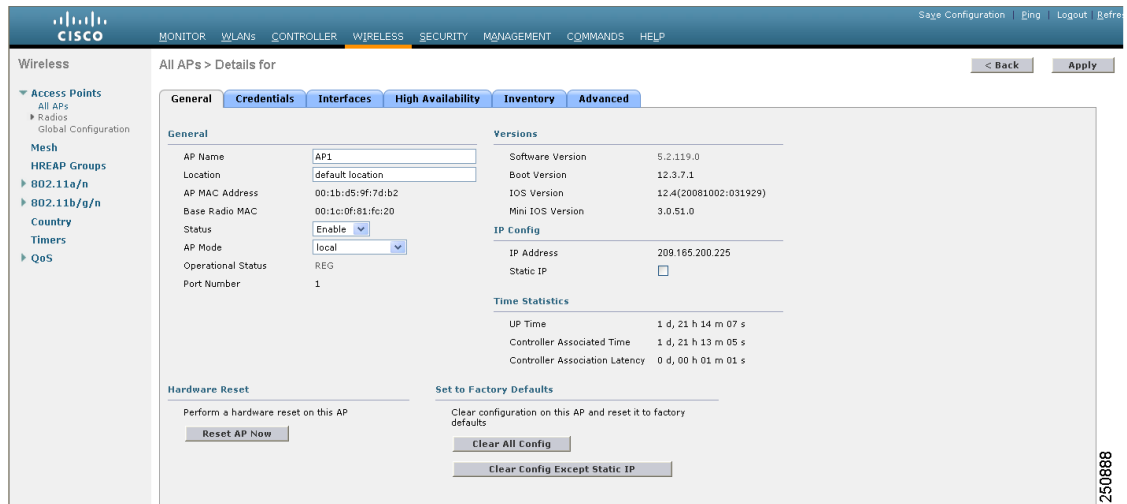 Save Configuration | Ping | Logout | Refre
CISCO
MONITOR WLANs CONTROLLER WIRELESS SECURITY MANAGEMENT COMMANDS HELP
Wireless
All APs > Details for
< Back
Apply
Access Points
All APs
Radios
Global Configuration
Mesh
HREAP Groups
802.11a/n
802.11b/g/n
Country
Timers
QoS
General Credentials Interfaces High Availability Inventory Advanced
General
AP Name AP1
Location default location
AP MAC Address 00:1b:d5:9f:7d:b2
Base Radio MAC 00:1c:0f:81:fc:20
Status Enable
AP Mode local
Operational Status REG
Port Number 1
Versions
Software Version 5.2.119.0
Boot Version 12.3.7.1
IOS Version 12.4(20081002:031929)
Mini IOS Version 3.0.51.0
IP Config
IP Address 209.165.200.225
Static IP
Time Statistics
UP Time 1 d, 21 h 14 m 07 s
Controller Associated Time 1 d, 21 h 13 m 05 s
Controller Association Latency 0 d, 00 h 01 m 01 s
Hardware Reset
Perform a hardware reset on this AP
Reset AP Now
Set to Factory Defaults
Clear configuration on this AP and reset it to factory
defaults
Clear All Config
Clear Config Except Static IP
250888